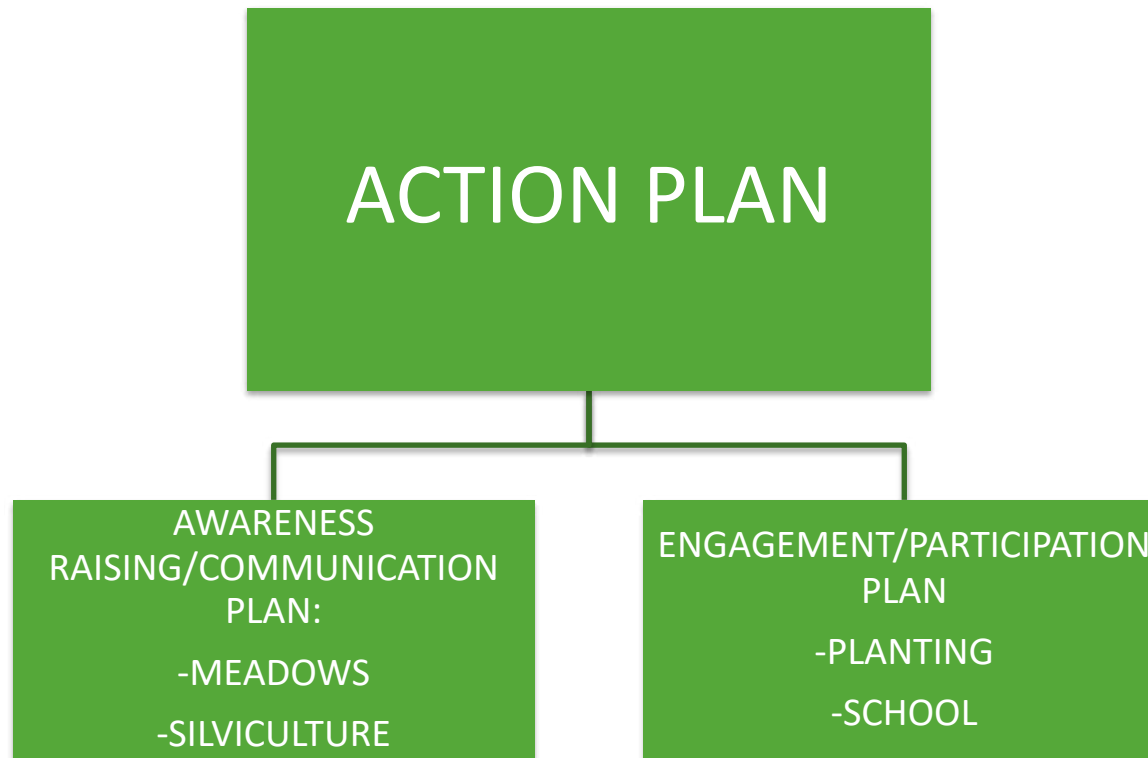 ACTION PLAN
AWARENESS
RAISING/COMMUNICATION
PLAN:
-MEADOWS
-SILVICULTURE
ENGAGEMENT/PARTICIPATION
PLAN
-PLANTING
-SCHOOL